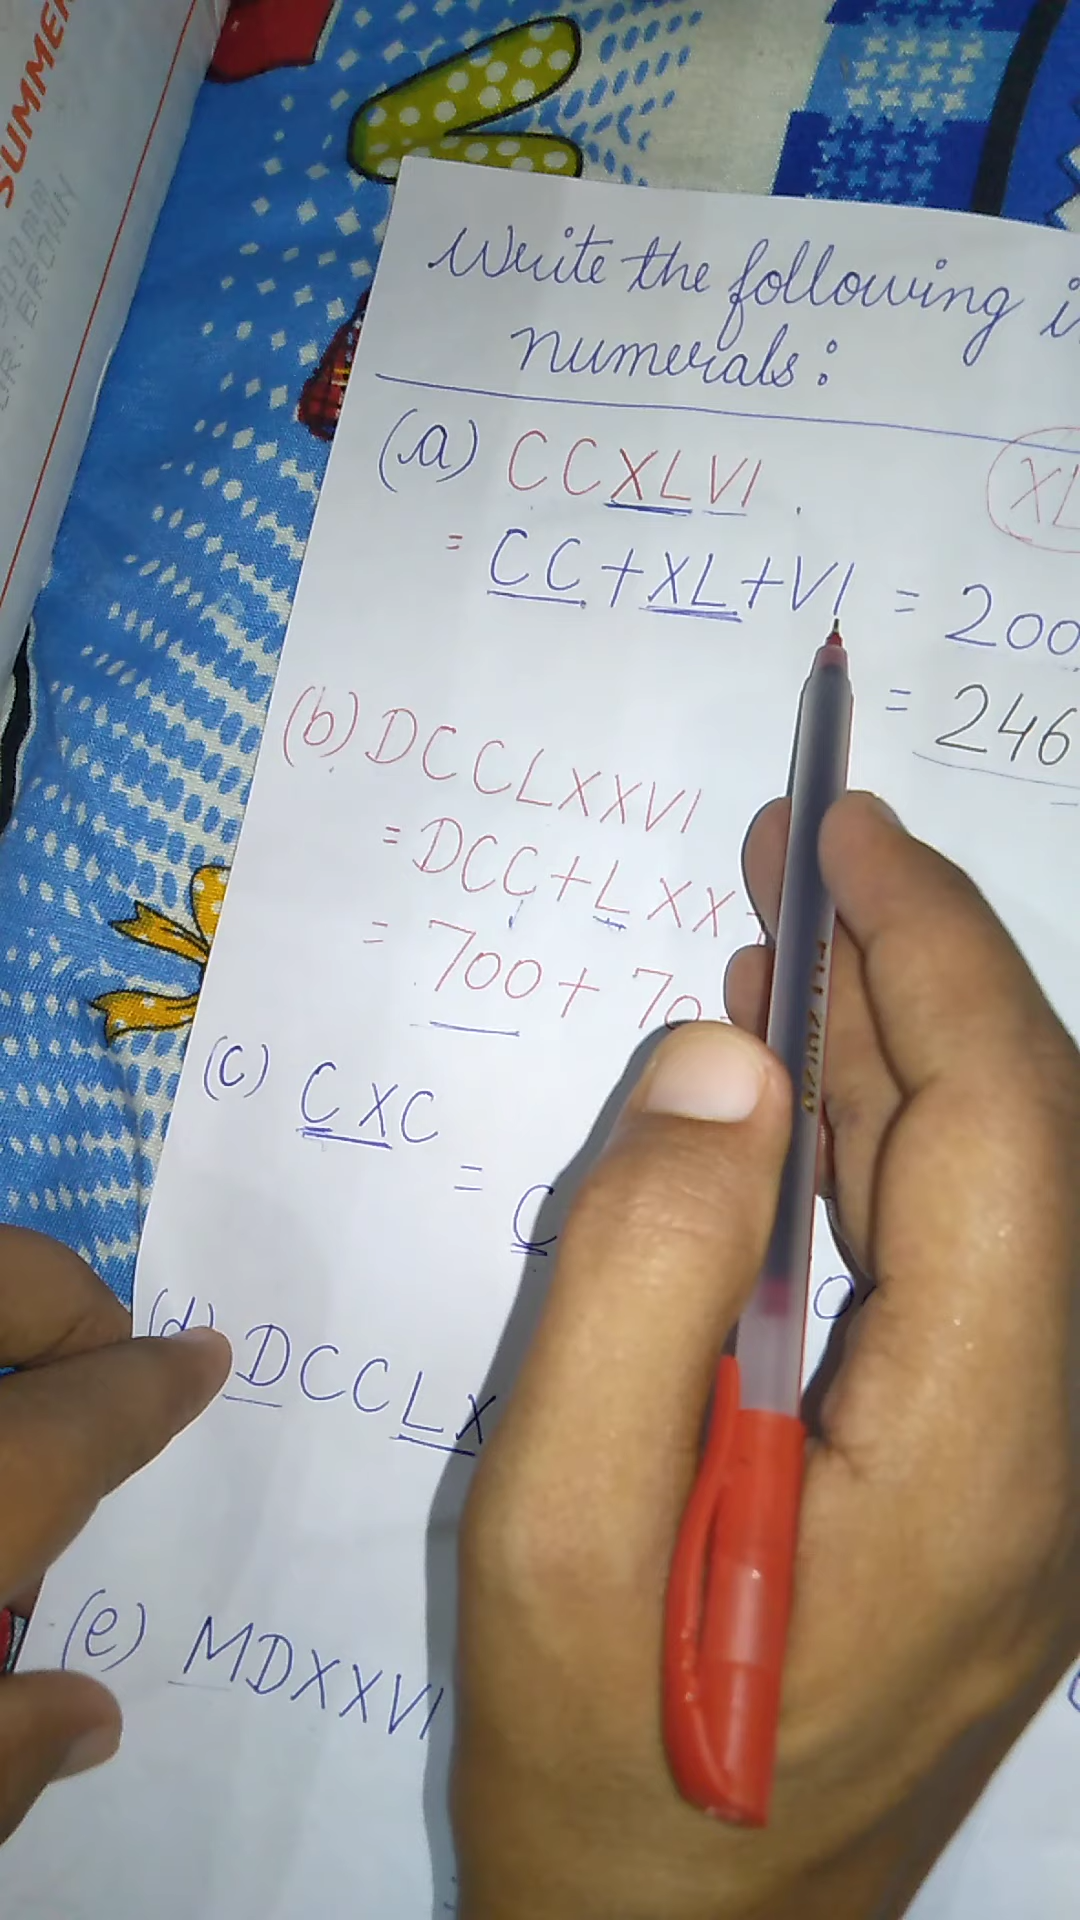 SUMMER
Write the following
numerals:
(a) CCXLVI
XL
= CC + XL + VI = 200
= 246
(b) DCCLXXVI
= DCC + LXX
= 700 + 70
(c) CXC
= C
(d) DCCLX
(e) MDXXVI